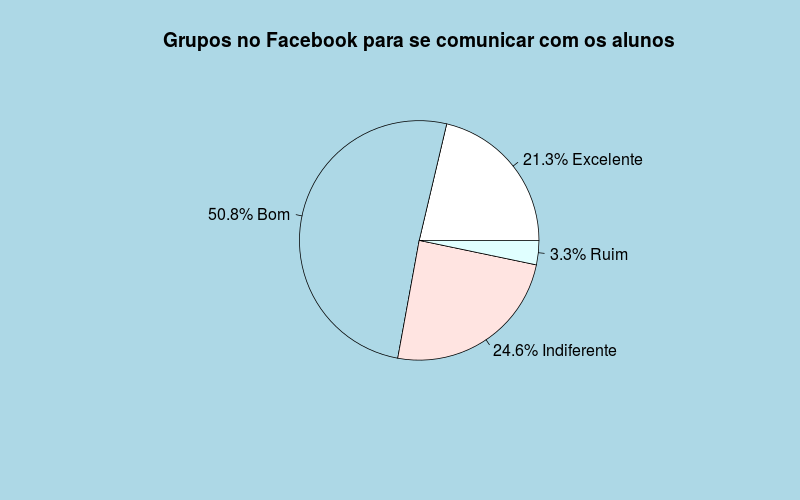 Grupos no Facebook para se comunicar com os alunos
21.3% Excelente
50.8% Bom
3.3% Ruim
24.6% Indiferente